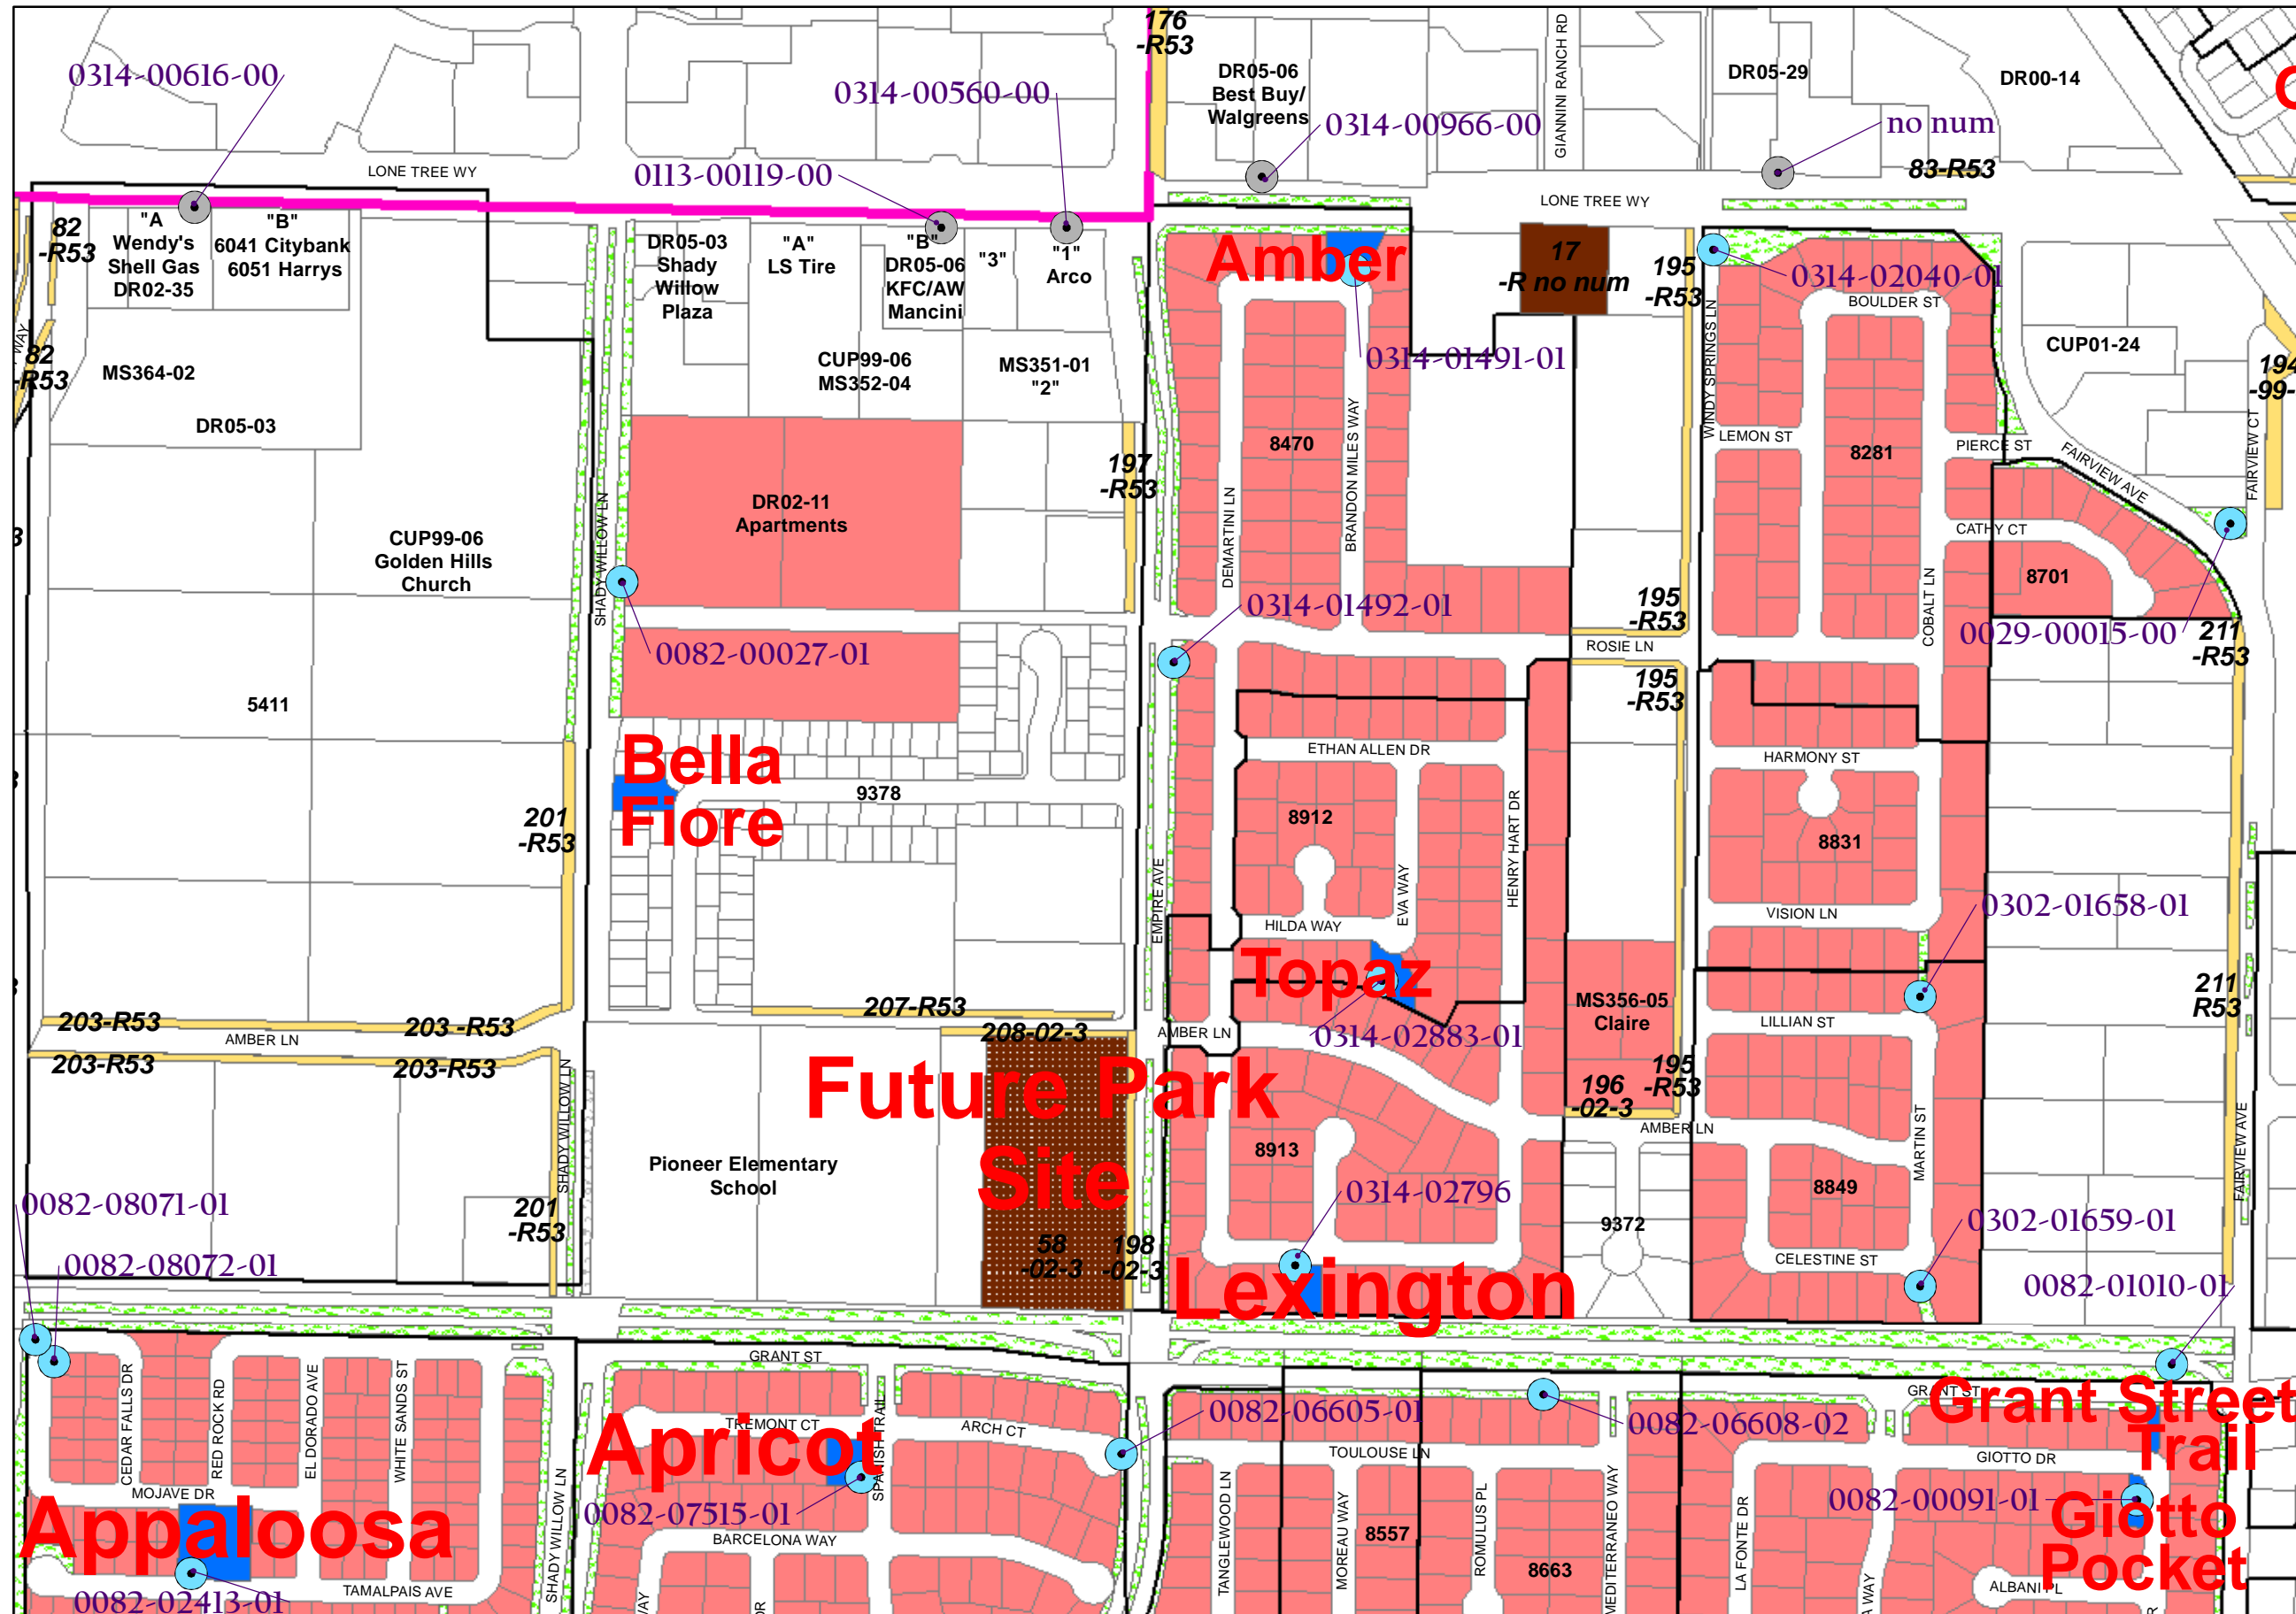 176
-R53
0314-00616-00
0314-00560-00
DR05-06
Best Buy/
Walgreens
GIANNINI RANCH RD
DR05-29
DR00-14
0314-00966-00
no num
LONE TREE WY
0113-00119-00
83-R53
LONE TREE WY
82
-R53
"A
Wendy's
Shell Gas
DR02-35
"B"
6041 Citybank
6051 Harrys
DR05-03
Shady
Willow
Plaza
"A"
LS Tire
"B"
DR05-06
KFC/AW
Mancini
"3"
"1"
Arco
Amber
17
-R no num
195
-R53
0314-02040-01
BOULDER ST
WAY
82
-R53
MS364-02
DR05-03
CUP99-06
MS352-04
MS351-01
"2"
0314-01491-01
WINDY SPRINGS LN
CUP01-24
194
-99-
FAIRVIEW CT
8470
BRANDON MILES WAY
LEMON ST
8281
PIERCE ST
FAIRVIEW AVE
197
-R53
DR02-11
Apartments
SHADY WILLOW LN
DEMARTINI LN
CUP99-06
Golden Hills
Church
CATHY CT
8701
COBALT LN
0314-01492-01
195
-R53
0029-00015-00
211
-R53
ROSIE LN
0082-00027-01
195
-R53
5411
Bella
Fiore
9378
ETHAN ALLEN DR
HARMONY ST
201
-R53
8912
HENRY HART DR
8831
EMPIRE AVE
EVA WAY
0302-01658-01
HILDA WAY
VISION LN
Topaz
MS356-05
Claire
211
R53
207-R53
203-R53
203 -R53
AMBER LN
208-02-3
AMBER LN
0314-02883-01
LILLIAN ST
203-R53
203-R53
Future Park
Site
195
-R53
196
-02-3
AMBER LN
SHADY WILLOW LN
Pioneer Elementary
School
8913
MARTIN ST
FAIRVIEW AVE
0314-02796
8849
0082-08071-01
201
-R53
9372
0302-01659-01
58
-02-3
198
-02-3
0082-08072-01
CELESTINE ST
Lexington
0082-01010-01
GRANT ST
GRANT ST
Grant Street
Trail
CEDAR FALLS DR
RED ROCK RD
EL DORADO AVE
WHITE SANDS ST
Apricot
TREMONT CT
SPANISH TRAIL
ARCH CT
0082-06605-01
0082-06608-02
TOULOUSE LN
GIOTTO DR
MOJAVE DR
SHADY WILLOW LN
0082-07515-01
TANGLEWOOD LN
MOREAU WAY
ROMULUS PL
MEDITERRANEO WAY
LA FONTE DR
0082-00091-01
Giotto
Pocket
Appaloosa
BARCELONA WAY
8557
8663
TAMALPAIS AVE
ALBANI PL
0082-02413-01
WAY
DR
A WAY